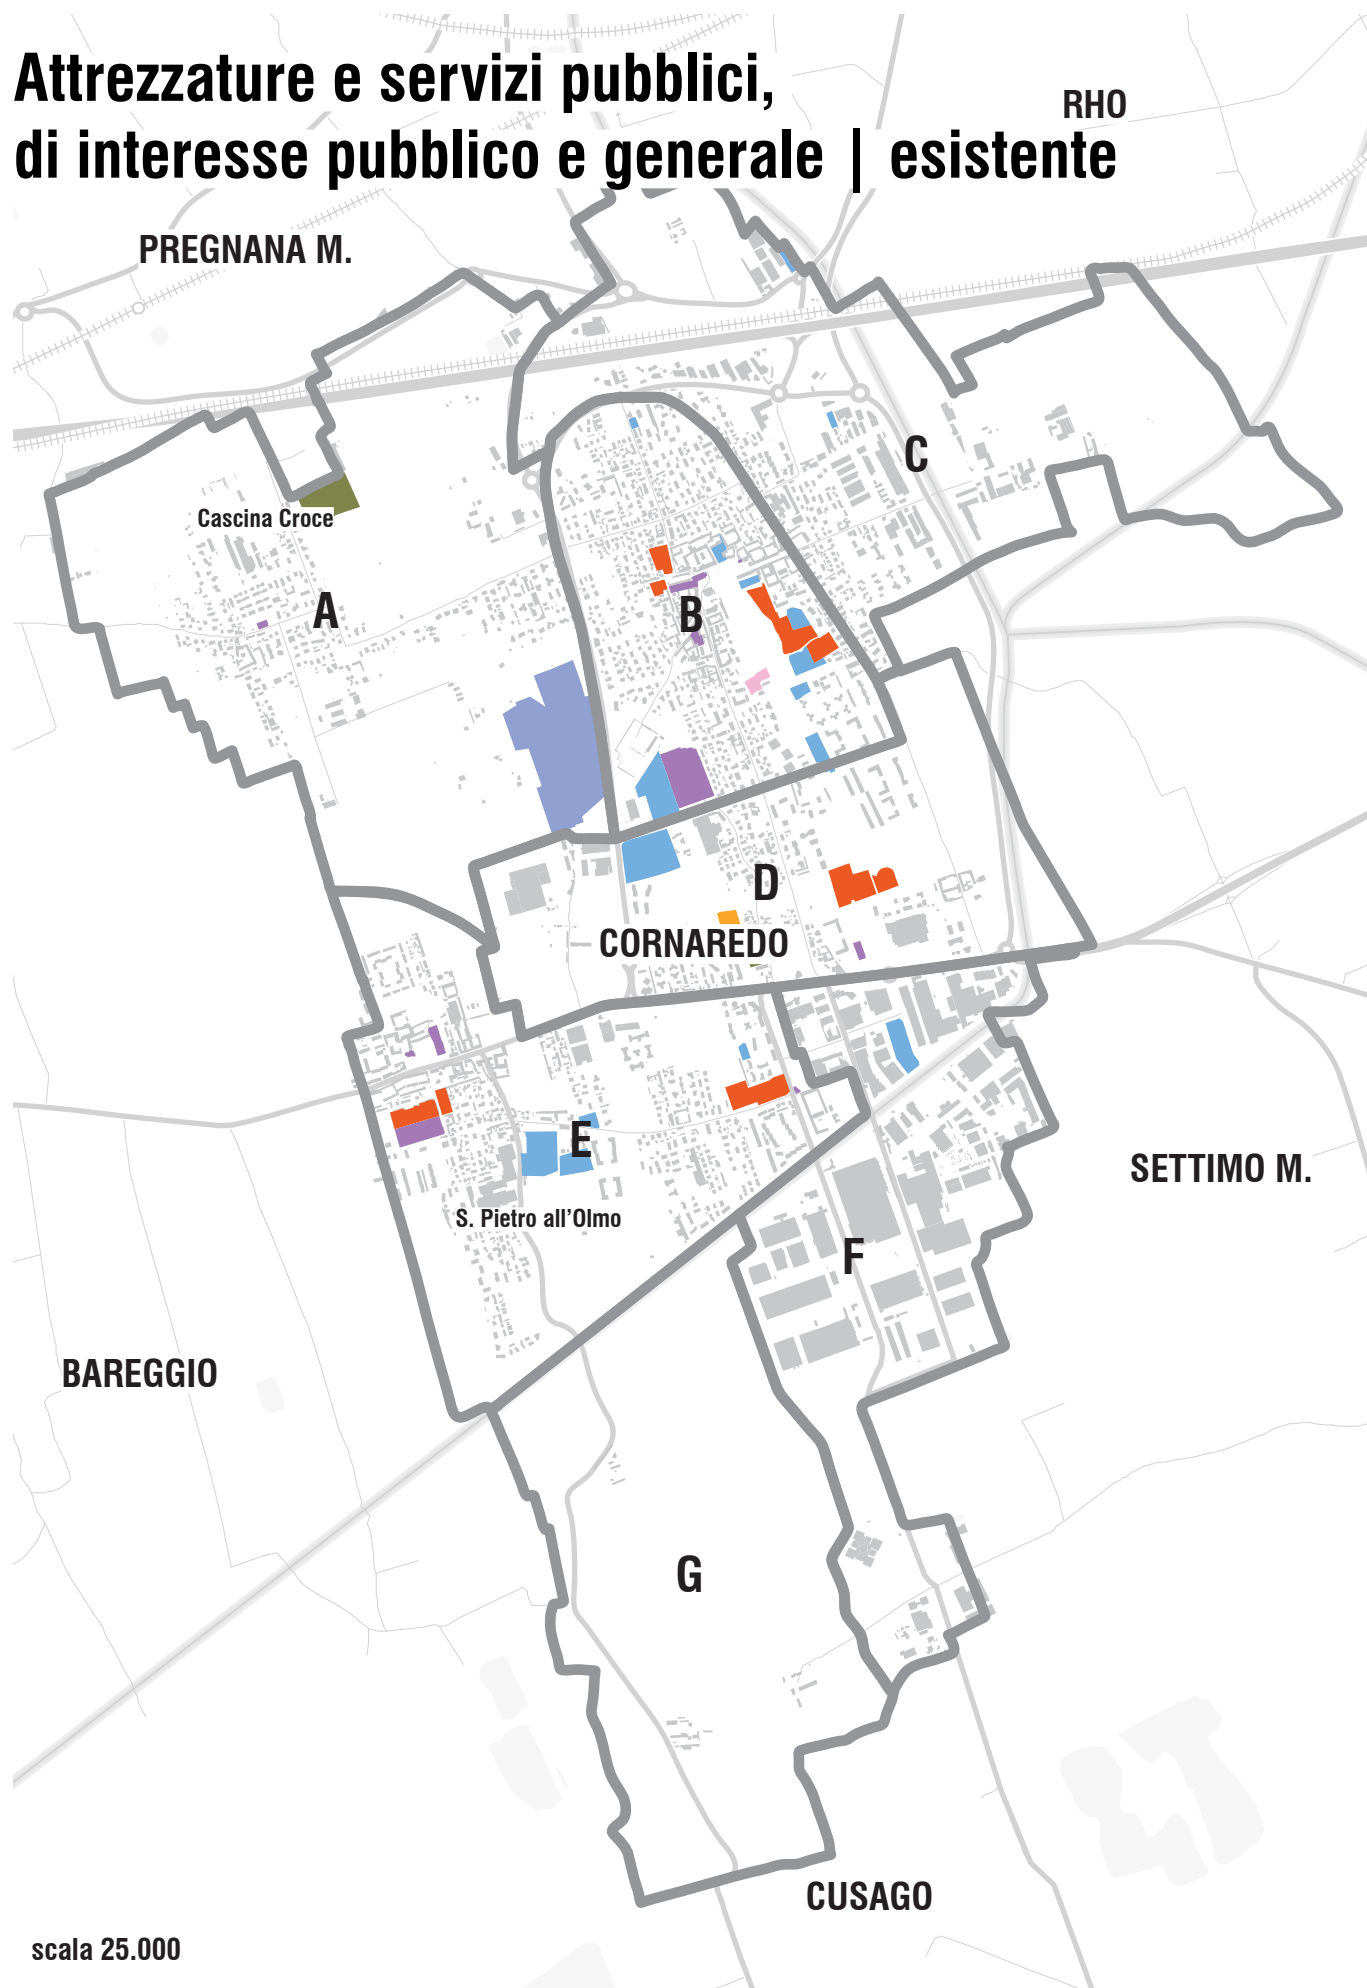 Attrezzature e servizi pubblici,
di interesse pubblico e generale | esistente
RHO
PREGNANA M.
C
Cascina Croce
A
B
D
CORNAREDO
E
SETTIMO M.
S. Pietro all'Olmo
F
BAREGGIO
G
CUSAGO
scala 25.000